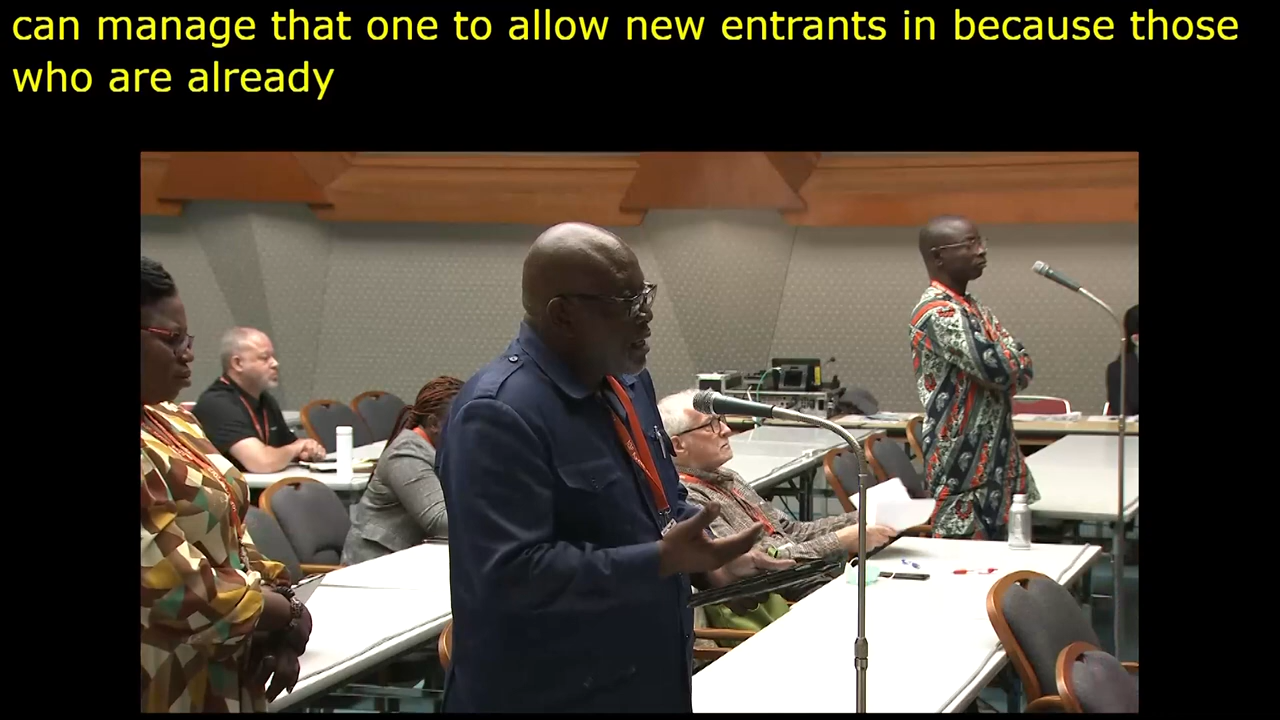 can manage that one to allow new entrants in because those
who are already